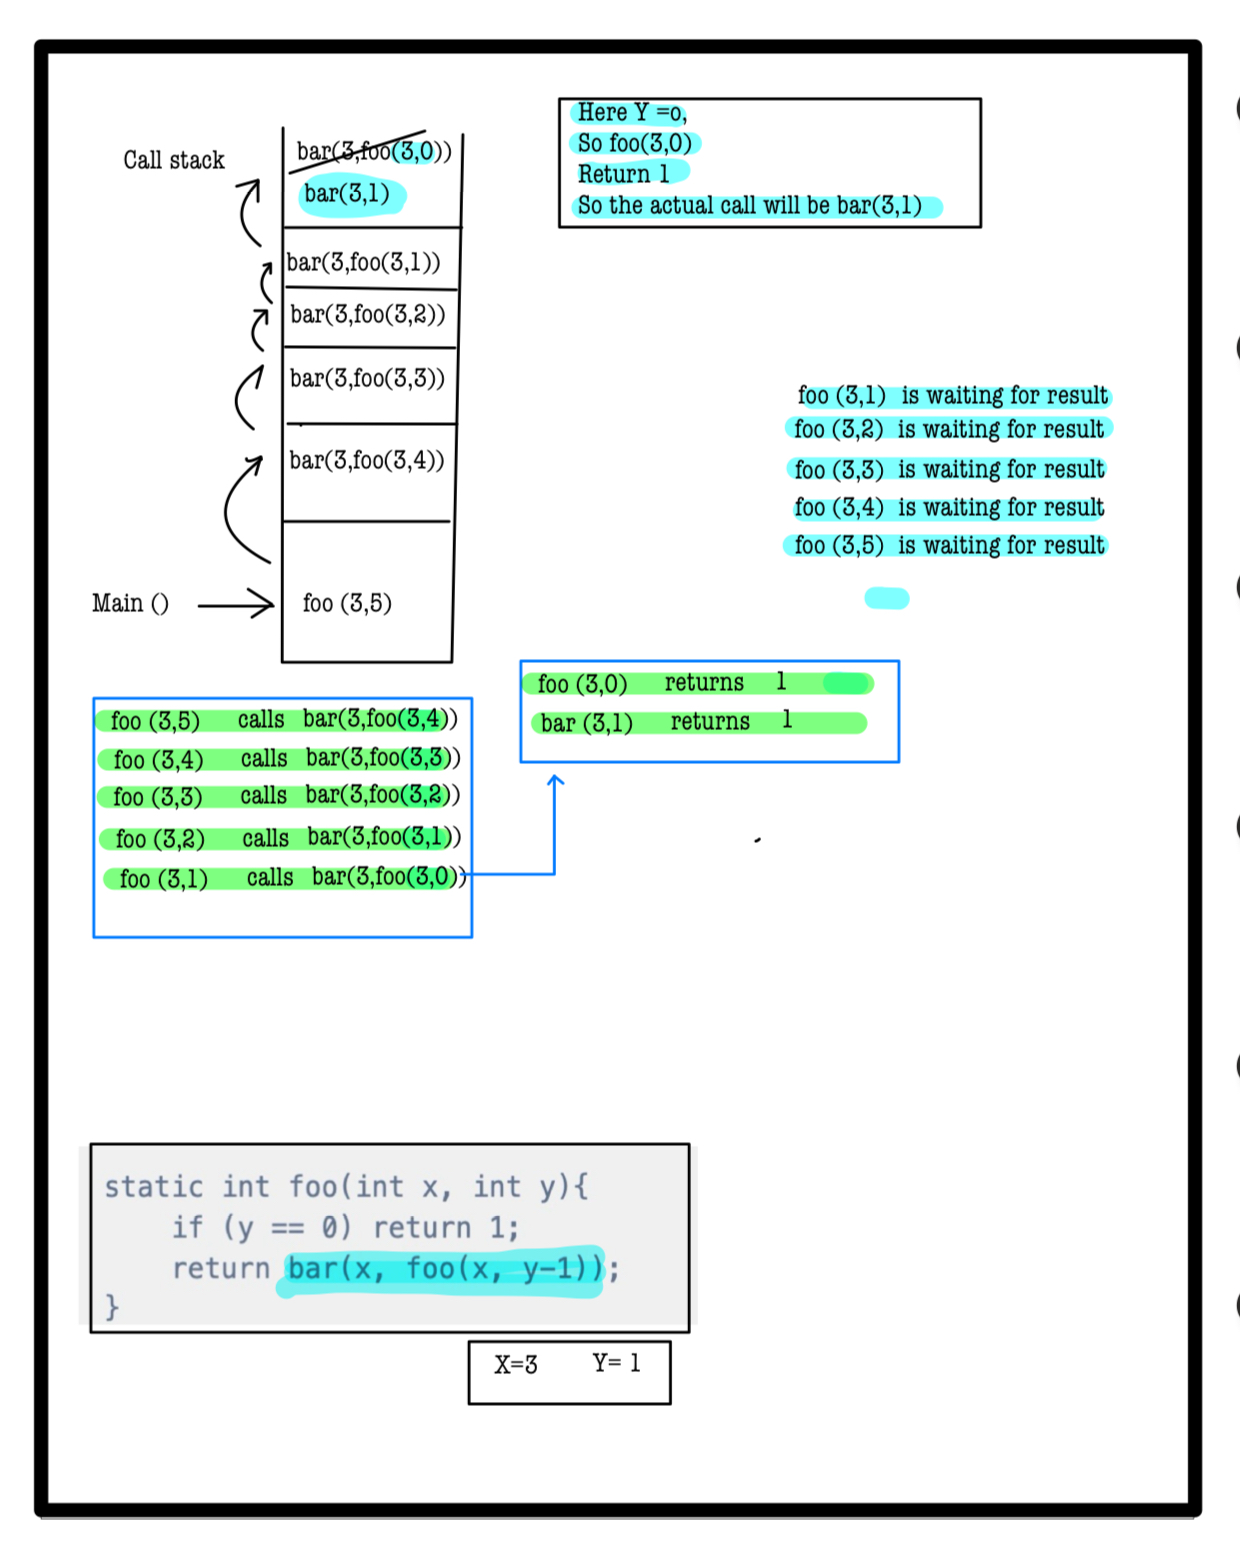 Call stack
bar(3,foo(3,0))
bar(3,1)
bar(3,foo(3,1))
bar(3,foo(3,2))
bar(3,foo(3,3))
bar(3,foo(3,4))
Main ()
foo (3,5)
Here Y =0,
So foo(3,0)
Return 1
So the actual call will be bar(3,1)
foo (3,1) is waiting for result
foo (3,2) is waiting for result
foo (3,3) is waiting for result
foo (3,4) is waiting for result
foo (3,5) is waiting for result
foo (3,0) returns 1
bar (3,1) returns 1
foo (3,5) calls bar(3,foo(3,4))
foo (3,4) calls bar(3,foo(3,3))
foo (3,3) calls bar(3,foo(3,2))
foo (3,2) calls bar(3,foo(3,1))
foo (3,1) calls bar(3,foo(3,0))
static int foo(int x, int y){
if (y == 0) return 1;
return bar(x, foo(x, y-1));
}
X=3 Y= 1